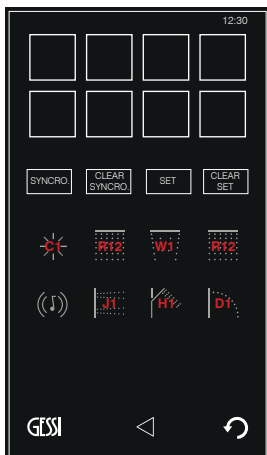 12:30
SYNCRO. CLEAR SYNCRO. SET CLEAR SET
C1 R12 W1 R12
J1 H1 D1
GESSI